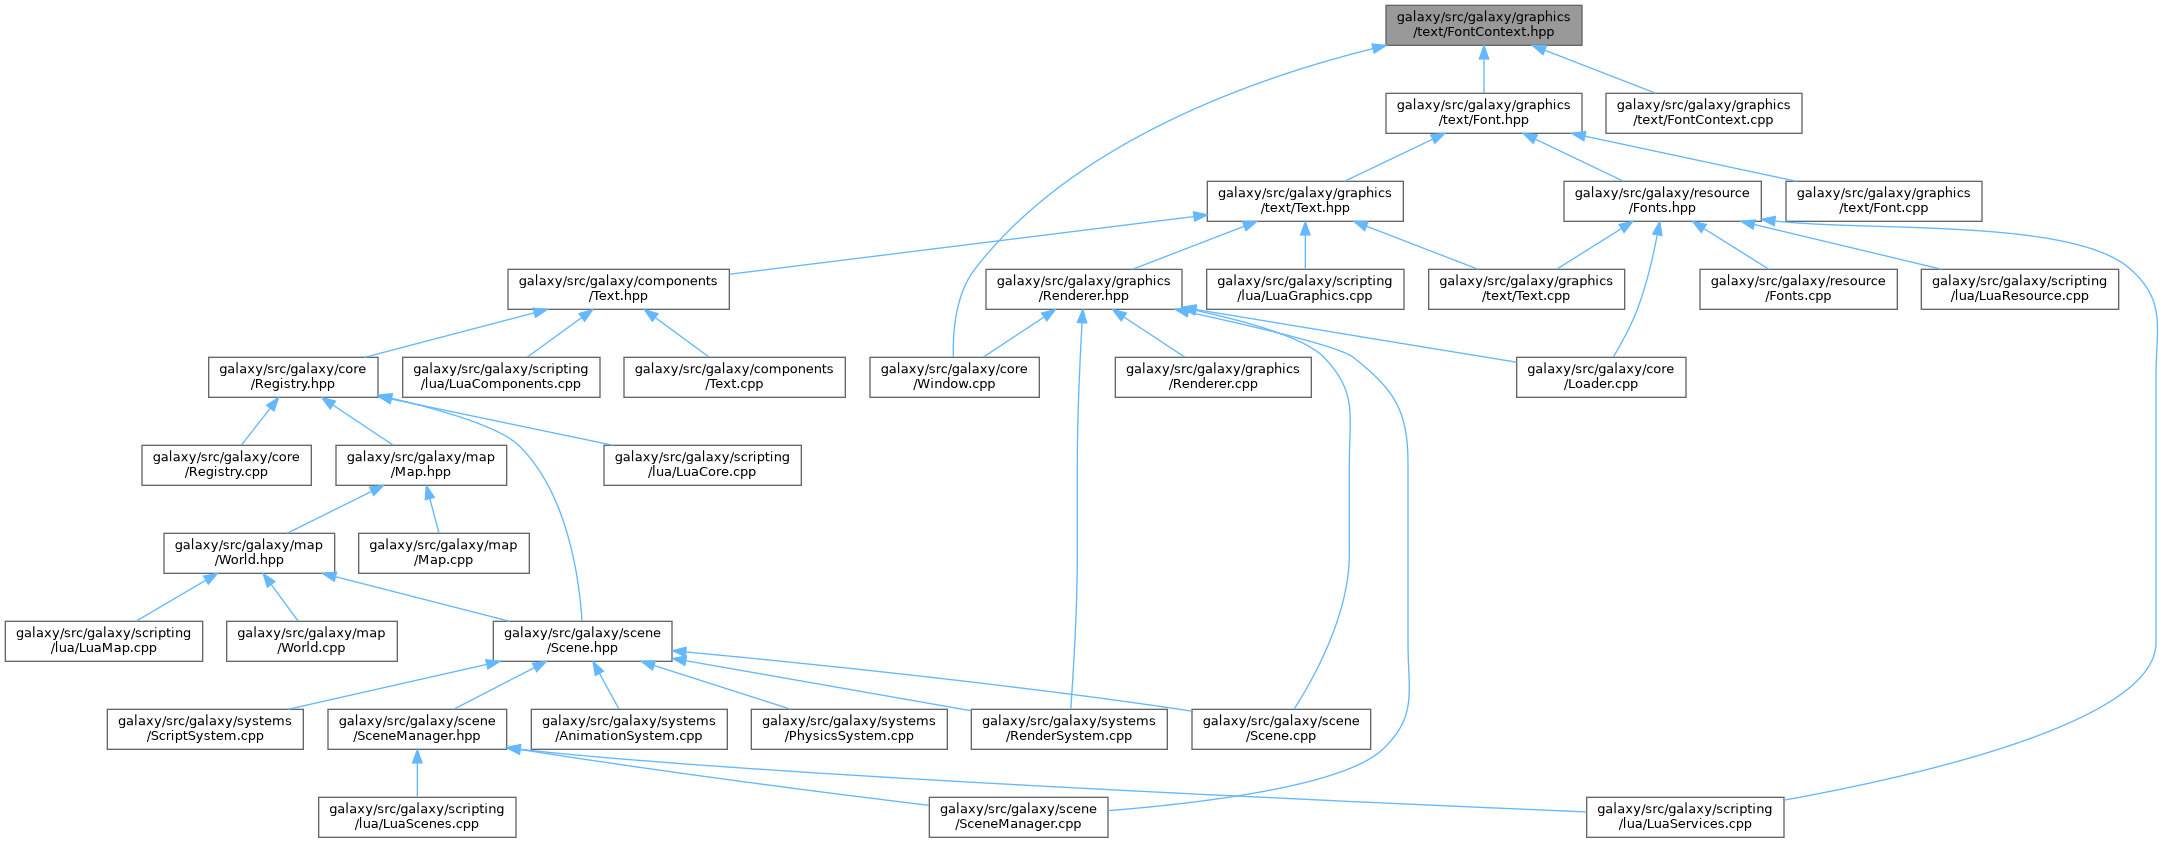 galaxy/src/galaxy/graphics
/text/FontContext.hpp
galaxy/src/galaxy/graphics
/text/Font.hpp
galaxy/src/galaxy/graphics
/text/FontContext.cpp
galaxy/src/galaxy/graphics
/text/Text.hpp
galaxy/src/galaxy/resource
/Fonts.hpp
galaxy/src/galaxy/graphics
/text/Font.cpp
galaxy/src/galaxy/components
/Text.hpp
galaxy/src/galaxy/graphics
/Renderer.hpp
galaxy/src/galaxy/scripting
/lua/LuaGraphics.cpp
galaxy/src/galaxy/graphics
/text/Text.cpp
galaxy/src/galaxy/resource
/Fonts.cpp
galaxy/src/galaxy/scripting
/lua/LuaResource.cpp
galaxy/src/galaxy/core
/Registry.hpp
galaxy/src/galaxy/scripting
/lua/LuaComponents.cpp
galaxy/src/galaxy/components
/Text.cpp
galaxy/src/galaxy/core
/Window.cpp
galaxy/src/galaxy/graphics
/Renderer.cpp
galaxy/src/galaxy/core
/Loader.cpp
galaxy/src/galaxy/core
/Registry.cpp
galaxy/src/galaxy/map
/Map.hpp
galaxy/src/galaxy/scripting
/lua/LuaCore.cpp
galaxy/src/galaxy/map
/World.hpp
galaxy/src/galaxy/map
/Map.cpp
galaxy/src/galaxy/scripting
/lua/LuaMap.cpp
galaxy/src/galaxy/map
/World.cpp
galaxy/src/galaxy/scene
/Scene.hpp
galaxy/src/galaxy/systems
/ScriptSystem.cpp
galaxy/src/galaxy/scene
/SceneManager.hpp
galaxy/src/galaxy/systems
/AnimationSystem.cpp
galaxy/src/galaxy/systems
/PhysicsSystem.cpp
galaxy/src/galaxy/systems
/RenderSystem.cpp
galaxy/src/galaxy/scene
/Scene.cpp
galaxy/src/galaxy/scripting
/lua/LuaScenes.cpp
galaxy/src/galaxy/scene
/SceneManager.cpp
galaxy/src/galaxy/scripting
/lua/LuaServices.cpp